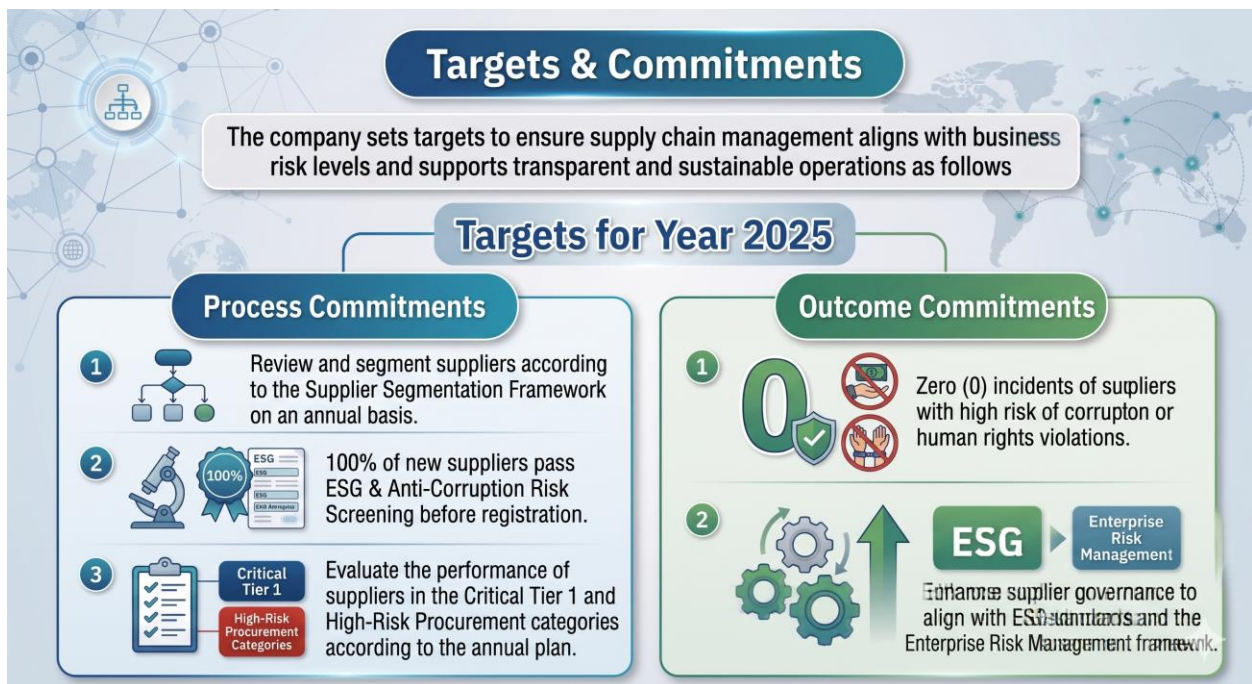 Targets & Commitments
The company sets targets to ensure supply chain management aligns with business
risk levels and supports transparent and sustainable operations as follows
Targets for Year 2025
Process Commitments
1
Review and segment suppliers according
to the Supplier Segmentation Framework
on an annual basis.
2
100%
ESG
ESG
ESG
100% of new suppliers pass
ESG & Anti-Corruption Risk
Screening before registration.
3
Critical
Tier 1
High-Risk
Procurement
Categories
Evaluate the performance of
suppliers in the Critical Tier 1 and
High-Risk Procurement categories
according to the annual plan.
Outcome Commitments
1
0
Zero (0) incidents of suppliers
with high risk of corrupton or
human rights violations.
2
ESG
Enterprise
Risk
Management
supplier governance to
align with and the
Enterprise Risk Management